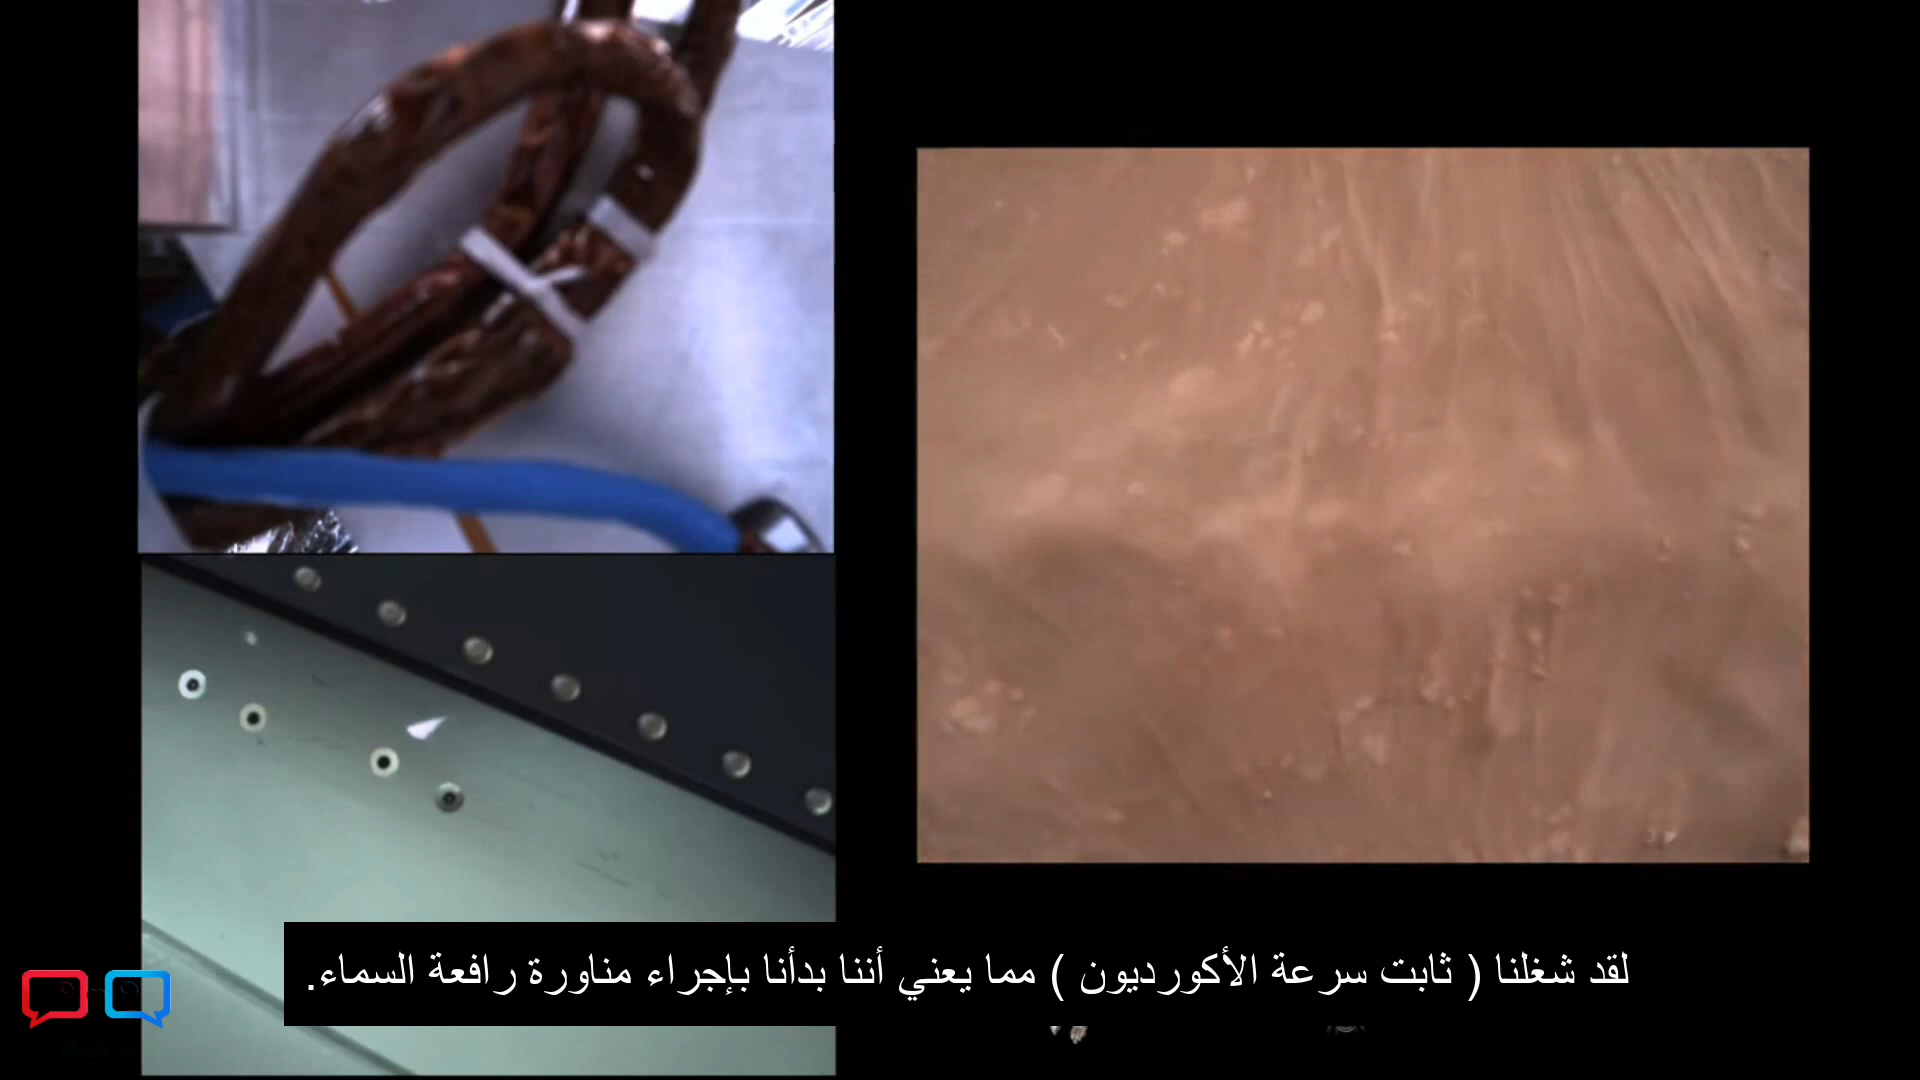 لقد شغلنا ( ثابت سرعة الأكورديون ) مما يعني أننا بدأنا بإجراء مناورة رافعة السماء.